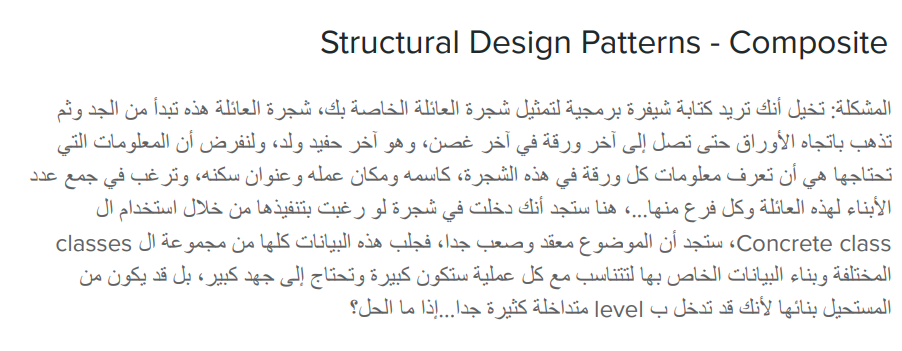 Structural Design Patterns - Composite
المشكلة: تخيل أنك تريد كتابة شيفرة برمجية لتمثيل شجرة العائلة الخاصة بك، شجرة العائلة هذه تبدأ من الجد وثم
تذهب باتجاه الأوراق حتى تصل إلى آخر ورقة في آخر غصن، وهو آخر حفيد ولد، ولنفرض أن المعلومات التي
تحتاجها هي أن تعرف معلومات كل ورقة في هذه الشجرة، كاسمه ومكان عمله وعنوان سكنه، وترغب في جمع عدد
الأبناء لهذه العائلة وكل فرع منها...، هنا ستجد أنك دخلت في شجرة لو رغبت بتنفيذها من خلال استخدام ال
Concrete class، ستجد أن الموضوع معقد وصعب جدا، فجلب هذه البيانات كلها من مجموعة ال classes
المختلفة وبناء البيانات الخاص بها لتتناسب مع كل عملية ستكون كبيرة وتحتاج إلى جهد كبير، بل قد يكون من
المستحيل بنائها لأنك قد تدخل ب level متداخلة كثيرة جدا...إذا ما الحل؟